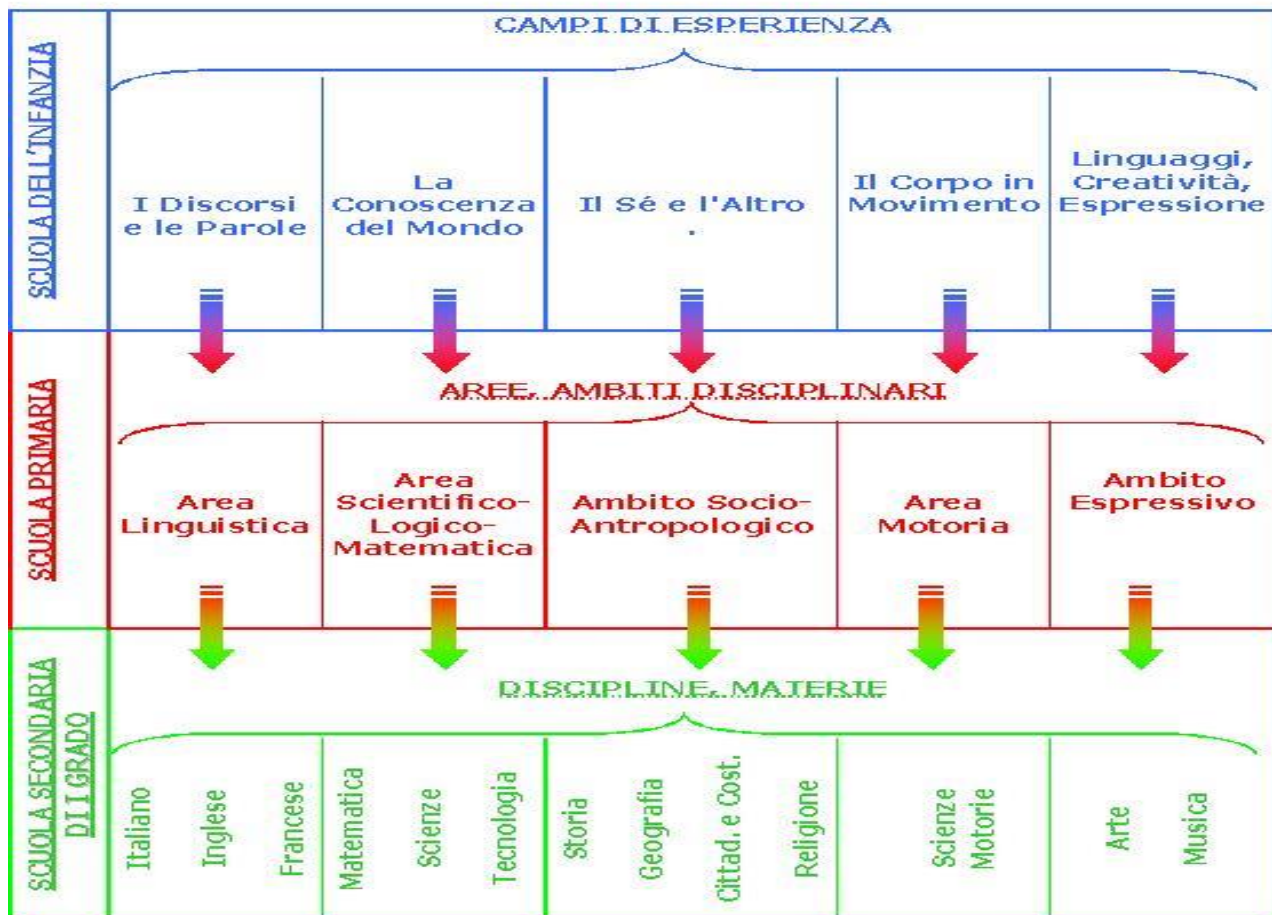 SCUOLA DELL'INFANZIA
CAMPI DI ESPERIENZA
I Discorsi
e le Parole
La
Conoscenza
del Mondo
Il Sé e l'Altro
.
Il Corpo in
Movimento
Linguaggi,
Creatività,
Espressione
SCUOLA PRIMARIA
AREE, AMBITI DISCIPLINARI
Area
Linguistica
Area
Scientifico-
Logico-
Matematica
Ambito Socio-
Antropologico
Area
Motoria
Ambito
Espressivo
SCUOLA SECONDARIA
DI I GRADO
DISCIPLINE, MATERIE
Italiano
Inglese
Francese
Matematica
Scienze
Tecnologia
Storia
Geografia
Cittad. e Cost.
Religione
Scienze
Motorie
Arte
Musica